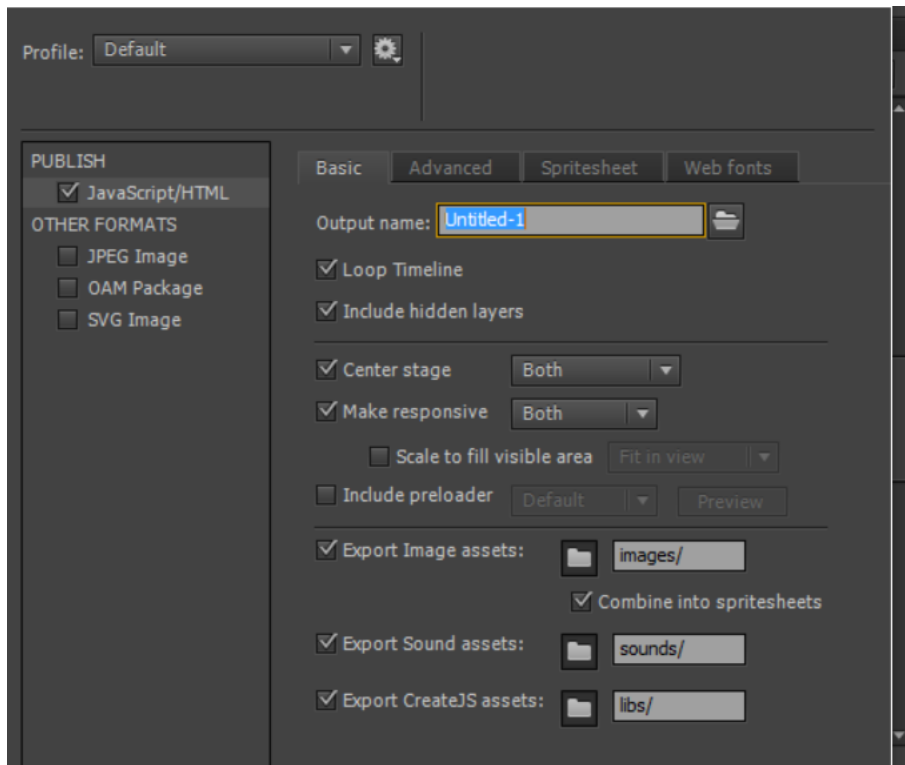 Profile: Default
PUBLISH
JavaScript/HTML
OTHER FORMATS
JPEG Image
OAM Package
SVG Image
Basic Advanced Spritesheet Web fonts
Output name: Untitled-1
Loop Timeline
Include hidden layers
Center stage Both
Make responsive Both
Scale to fill visible area Fit in view
Include preloader Default Preview
Export Image assets: images/
Combine into spritesheets
Export Sound assets: sounds/
Export CreateJS assets: libs/